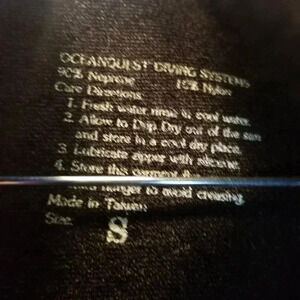 OCEANQUEST DIVING SYSTEMS
90% Neoprene 10% Nylon
Care Directions
1. Fresh water rinse in cool water.
2. Allow to Drip Dry out of the sun
and store in a cool dry place.
3. Lubricate zipper with silicone.
4. Store this garment
hanger to avoid creasing.
Made in Taiwan
Size: S